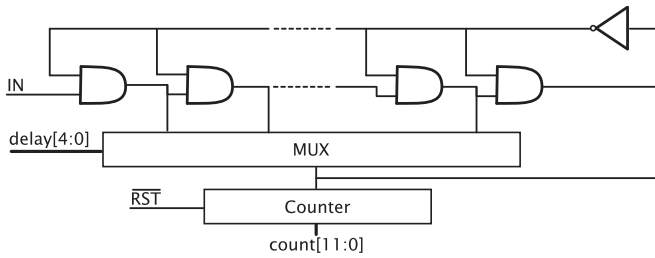 IN
delay[4:0]
MUX
RST
Counter
count[11:0]